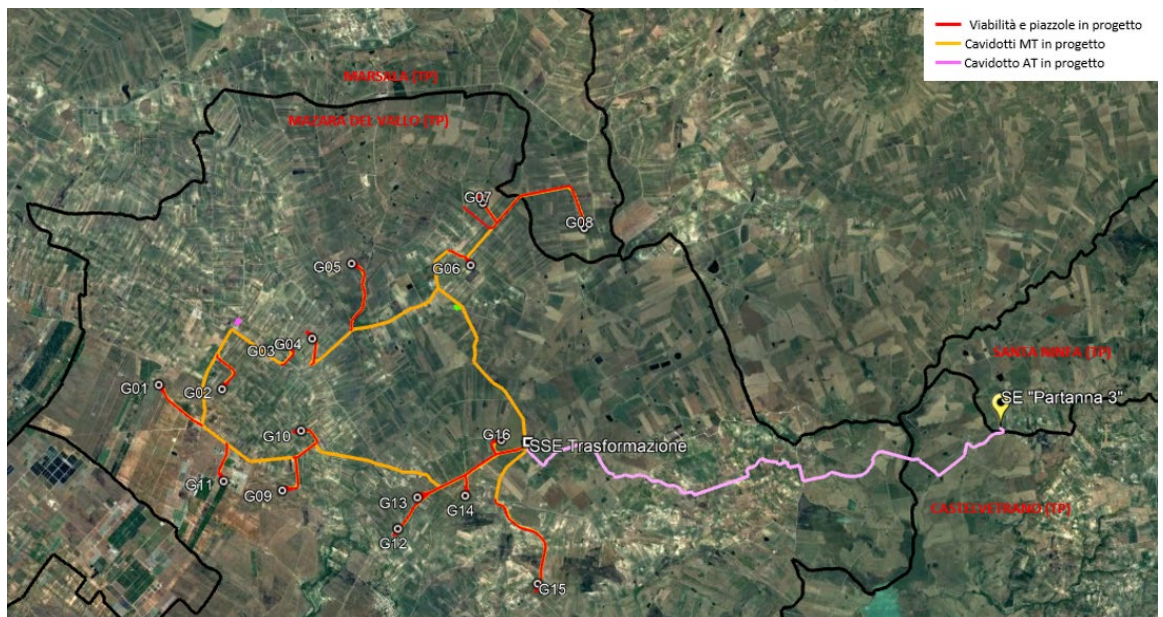 Viabilità e piazzole in progetto
Cavidotti MT in progetto
Cavidotto AT in progetto
MARSALA (TP)
MAZARA DEL VALLO (TP)
G07
G08
G05
G06
G03
G04
G01
G02
SANTA NINFA (TP)
SE "Partanna 3"
G10
G16
SSE Trasformazione
G11
G09
G13
G14
CASTELVETRANO (TP)
G12
G15